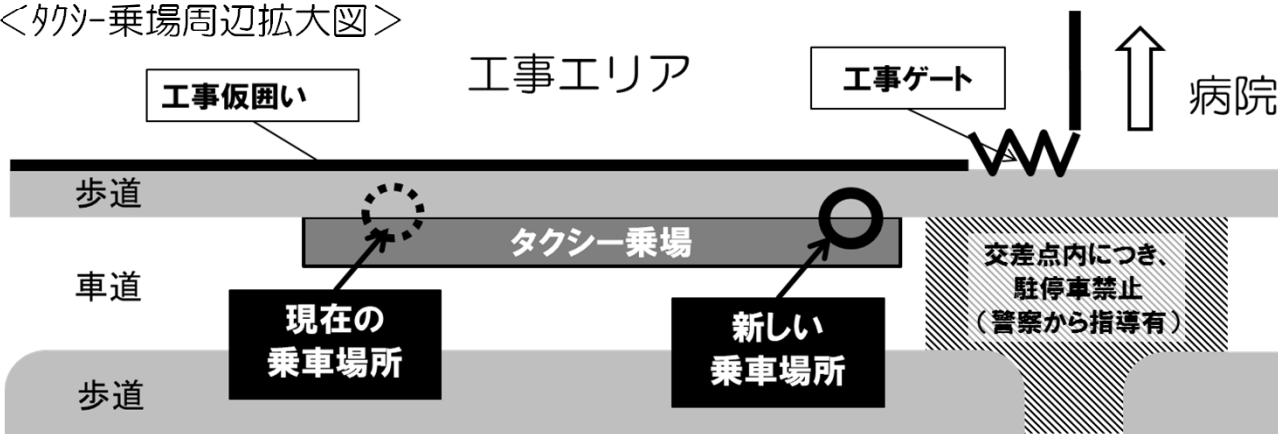 ＜ﾀｸｼｰ乗場周辺拡大図＞
工事エリア
工事ゲート
病院
工事仮囲い
歩道
タクシー乗場
車道
交差点内につき、
駐停車禁止
（警察から指導有）
現在の
乗車場所
新しい
乗車場所
歩道